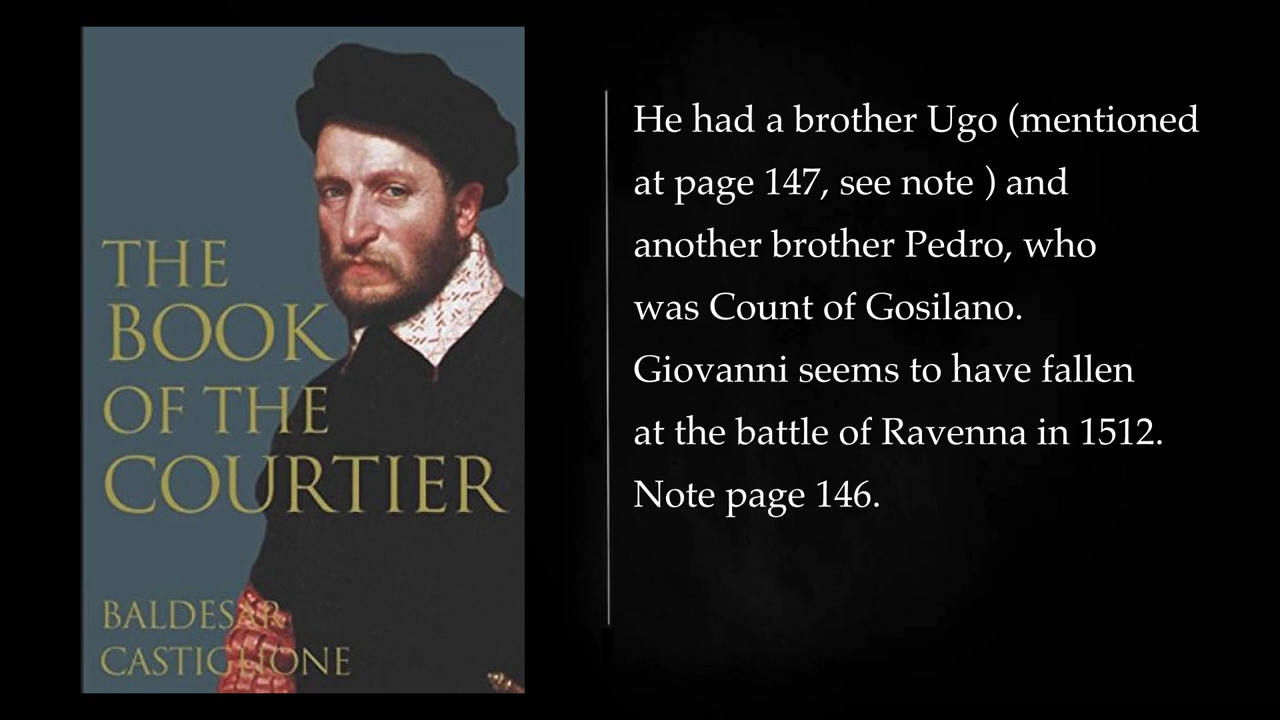 THE
BOOK
OF THE
COURTIER
BALDESAR
CASTIGLIONE
He had a brother Ugo (mentioned
at page 147, see note ) and
another brother Pedro, who
was Count of Gosilano.
Giovanni seems to have fallen
at the battle of Ravenna in 1512.
Note page 146.